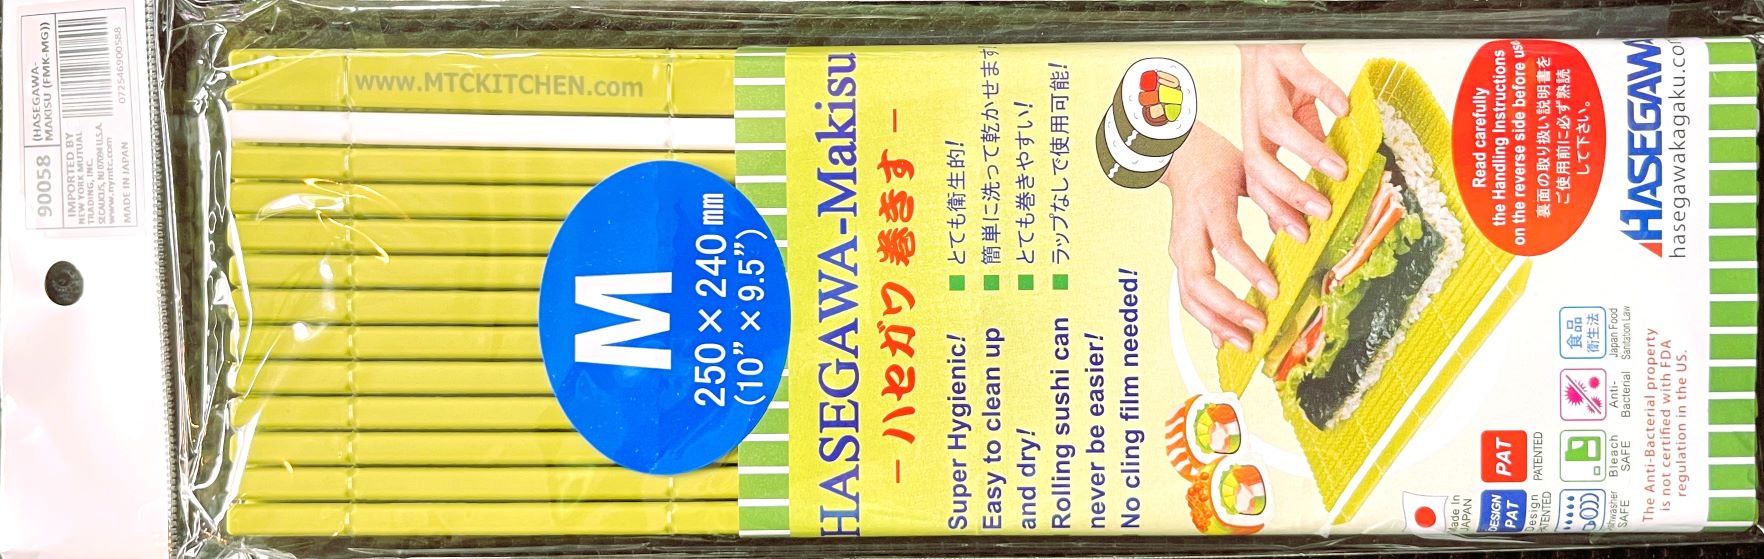 90058
(HASEGAWA-
MAKISU (FMK-MG))
IMPORTED BY
NEW YORK MUTUAL
TRADING, INC.
SECAUCUS, NJ 07094 U.S.A.
www.nymtc.com
MADE IN JAPAN
072546900588
www.MTCKITCHEN.com
M
250×240㎜
(10”×9.5”)
HASEGAWA-Makisu
－ハセガワ巻きす－
Super Hygienic!
Easy to clean up
and dry!
Rolling sushi can
never be easier!
No cling film needed!
■ とても衛生的!
■ 簡単に洗って乾かせます
■ とても巻きやすい!
■ ラップなしで使用可能!
Read carefully
the Handling Instructions
on the reverse side before use
裏面の取り扱い説明書を
ご使用前に必ず熟読
して下さい。
HASEGAWA
hasegawakagaku.co
Made In
JAPAN
DESIGN
PAT
Design
PAT
PATENTED
SAFE
Bleach
SAFE
Anti-
Bacterial
食品
衛生法
Japan Food
Sanitation Law
The Anti-Bacterial property
is not certified with FDA
regulation in the US.